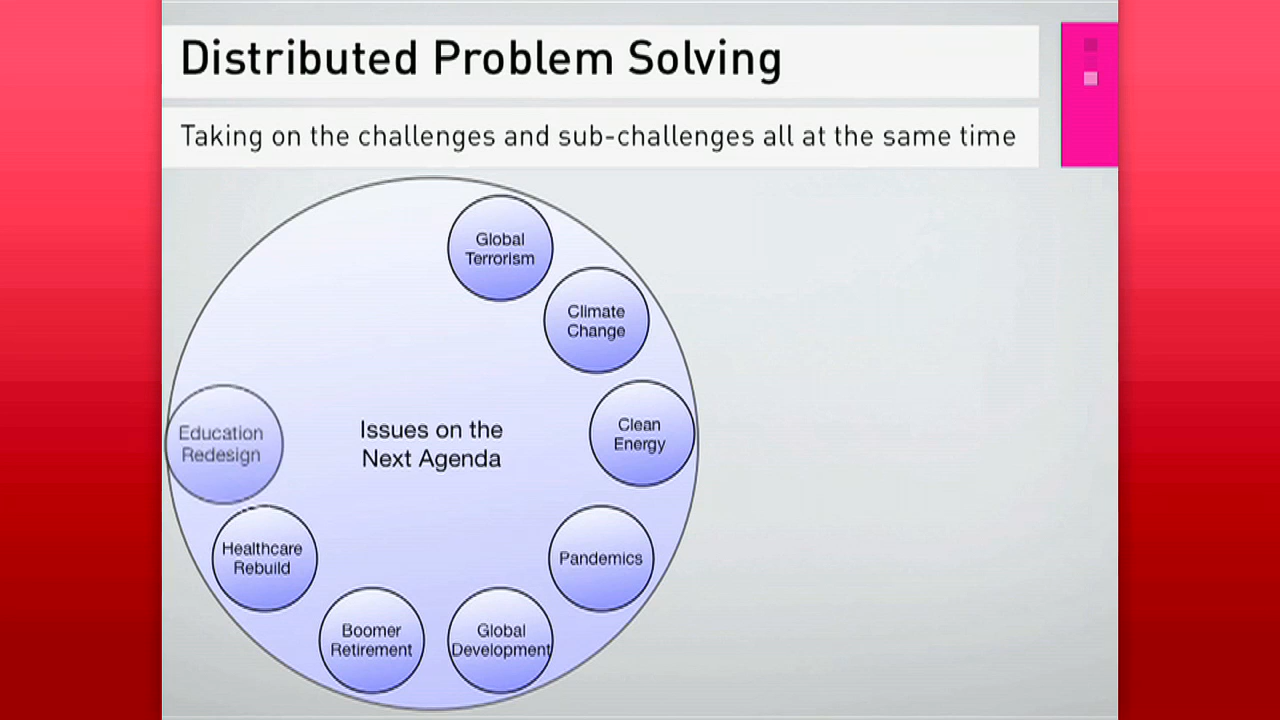 Distributed Problem Solving
Taking on the challenges and sub-challenges all at the same time
Global
Terrorism
Climate
Change
Clean
Energy
Education
Redesign
Issues on the
Next Agenda
Healthcare
Rebuild
Pandemics
Boomer
Retirement
Global
Development